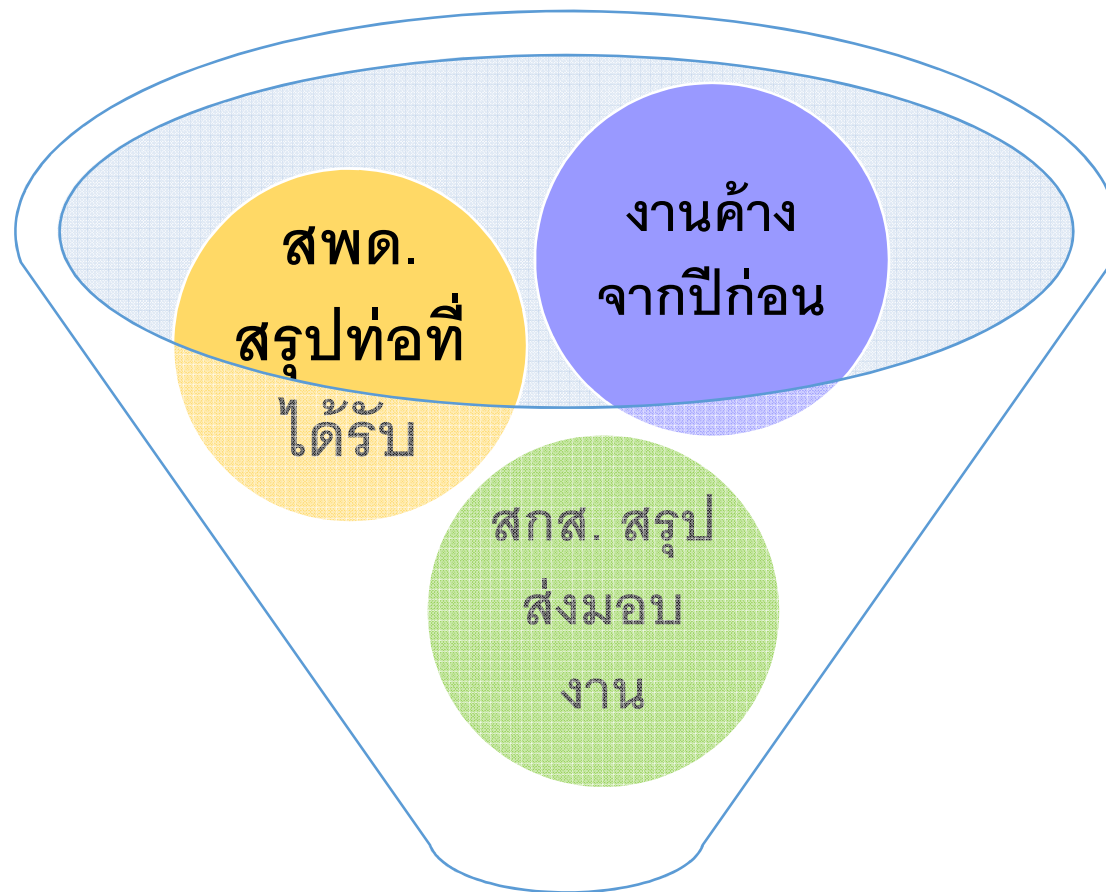 สพด.
สรุปท่อที่
ได้รับ
งานค้าง
จากปีก่อน
สกส. สรุป
ส่งมอบ
งาน